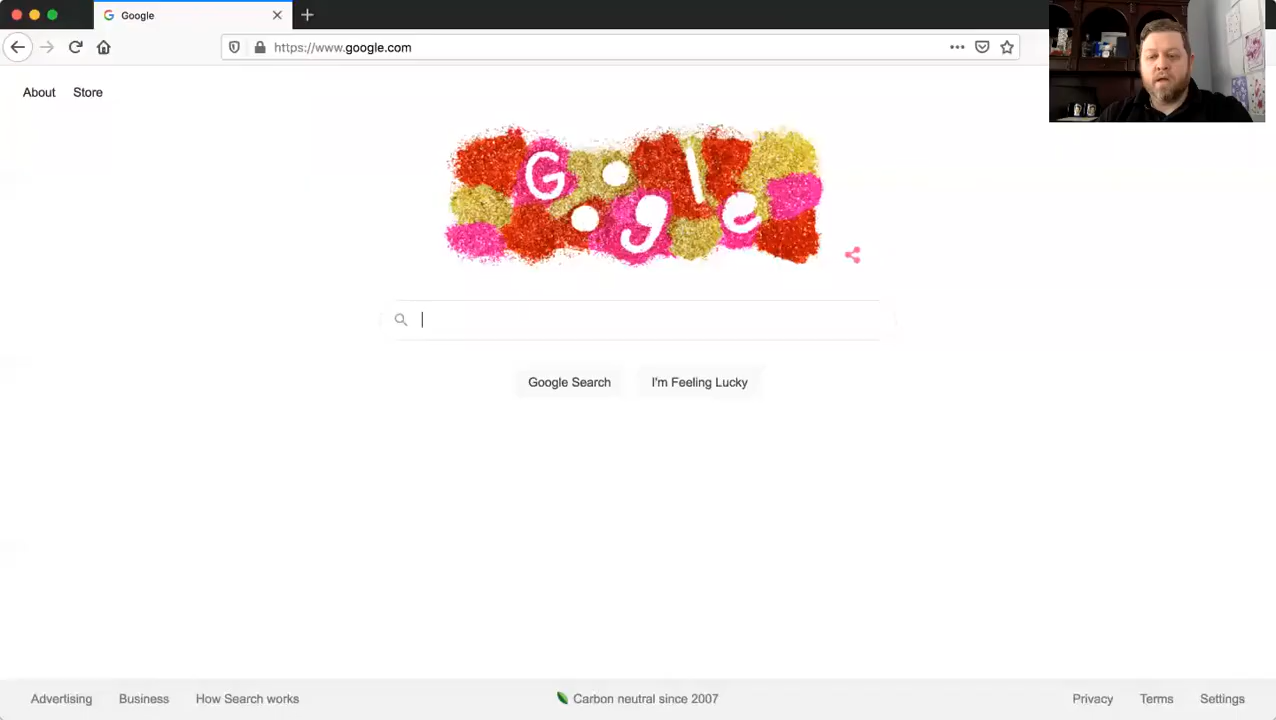 Google
https://www.google.com
About Store
Google
Google Search I'm Feeling Lucky
Advertising Business How Search works Carbon neutral since 2007 Privacy Terms Settings